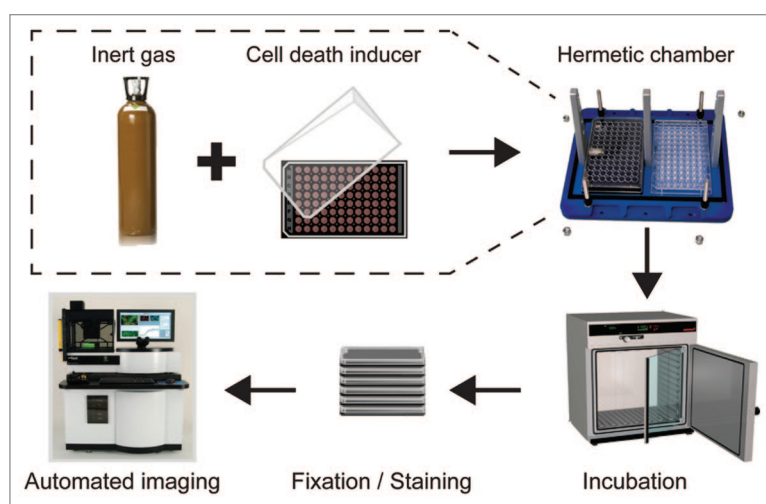 Inert gas
Cell death inducer
Hermetic chamber
Automated imaging
Fixation / Staining
Incubation